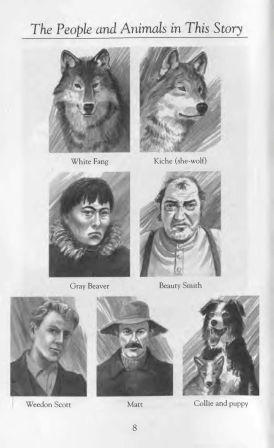 The People and Animals in This Story
White Fang
Kiche (she-wolf)
Gray Beaver
Beauty Smith
Weedon Scott
Matt
Collie and puppy
8